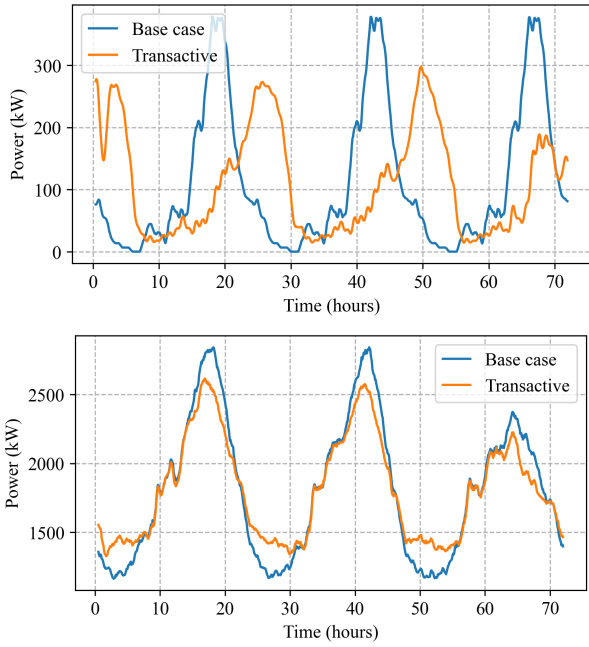 Base case
Transactive
Power (kW)
300
200
100
0
0 10 20 30 40 50 60 70
Time (hours)
Base case
Transactive
Power (kW)
2500
2000
1500
0 10 20 30 40 50 60 70
Time (hours)